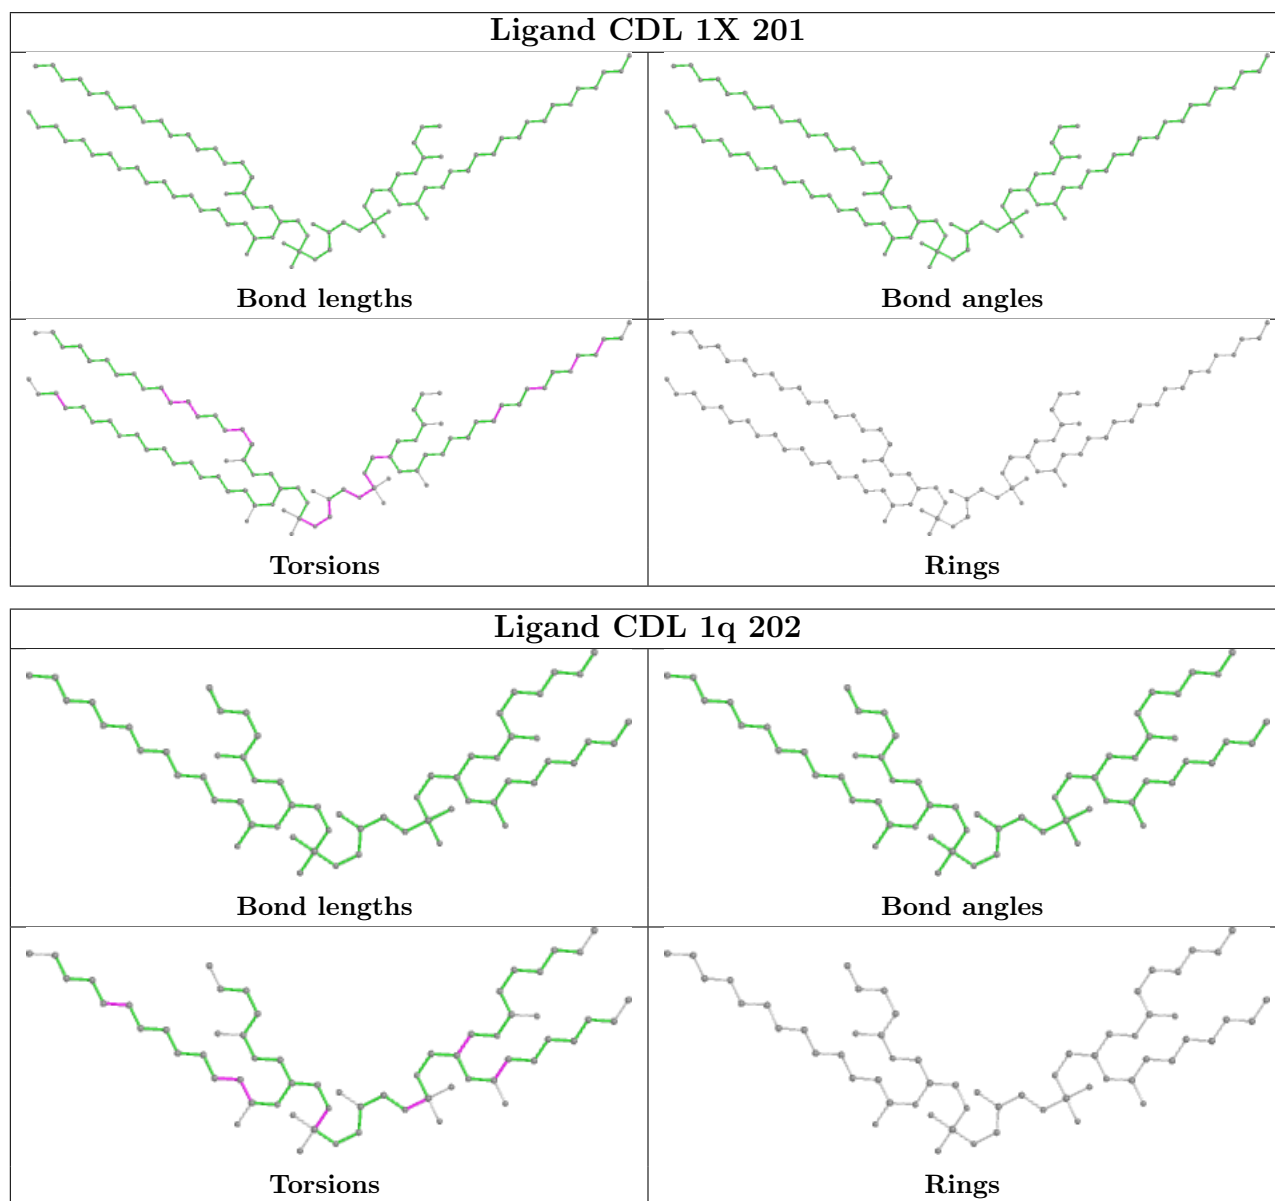 Ligand CDL 1X 201
Bond lengths
Bond angles
Torsions
Rings
Ligand CDL 1q 202
Bond lengths
Bond angles
Torsions
Rings